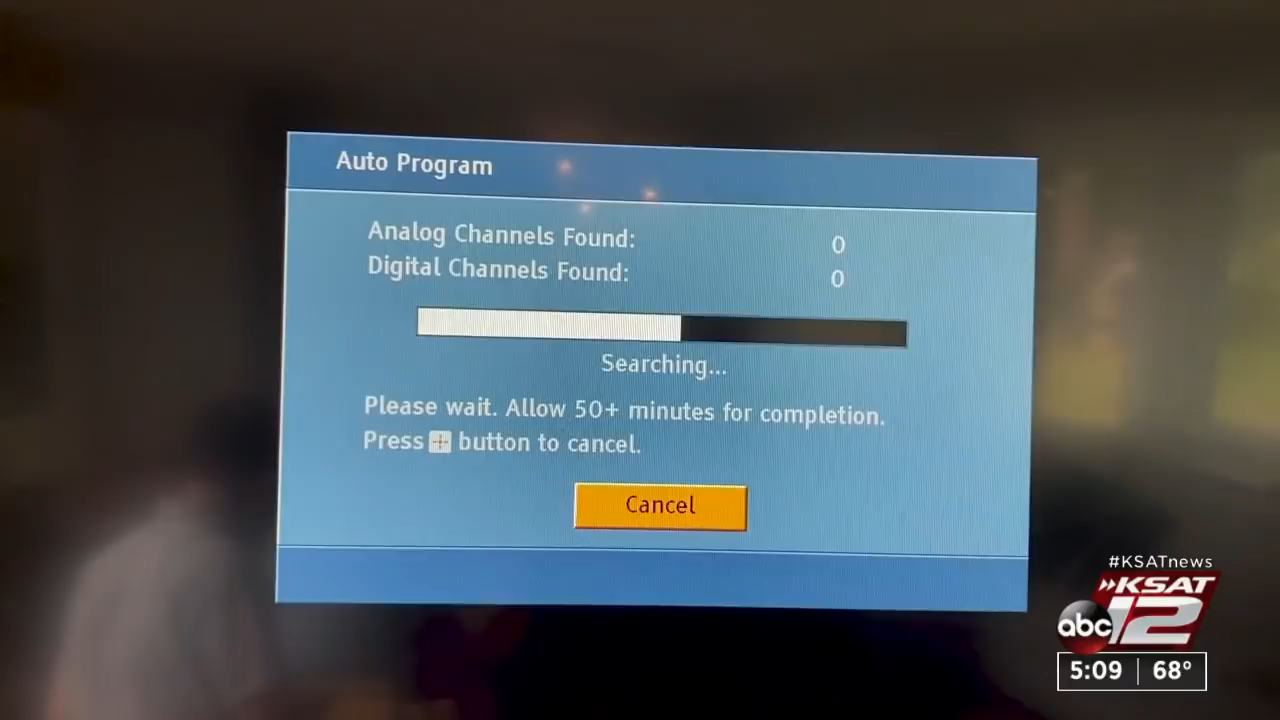 Auto Program
Analog Channels Found: 0
Digital Channels Found: 0
Searching...
Please wait. Allow 50+ minutes for completion.
Press + button to cancel.
Cancel
#KSATnews
KSAT
abc 12
5:09 68°